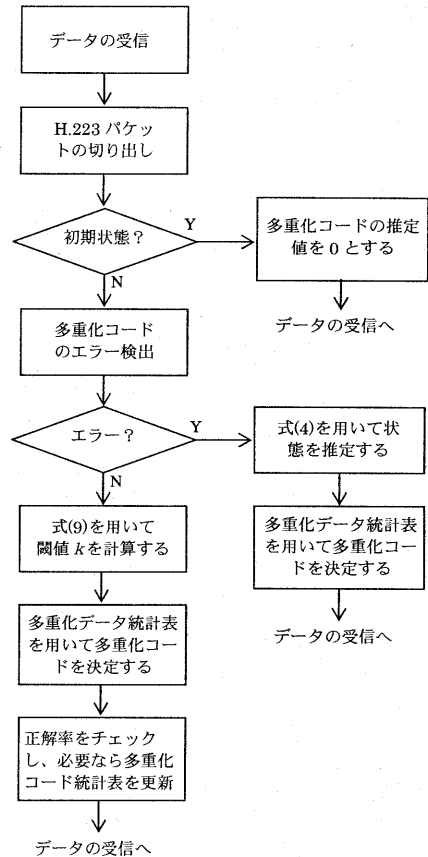 データの受信
H.223 パケッ
トの切り出し
初期状態？
Y
多重化コードの推定
値を 0 とする
データの受信へ
N
多重化コード
のエラー検出
エラー？
Y
式(4)を用いて状
態を推定する
多重化データ統計表
を用いて多重化コー
ドを決定する
データの受信へ
N
式(9)を用いて
閾値 k を計算する
多重化データ統計表
を用いて多重化コー
ドを決定する
正解率をチェック
し、必要なら多重化
コード統計表を更新
データの受信へ